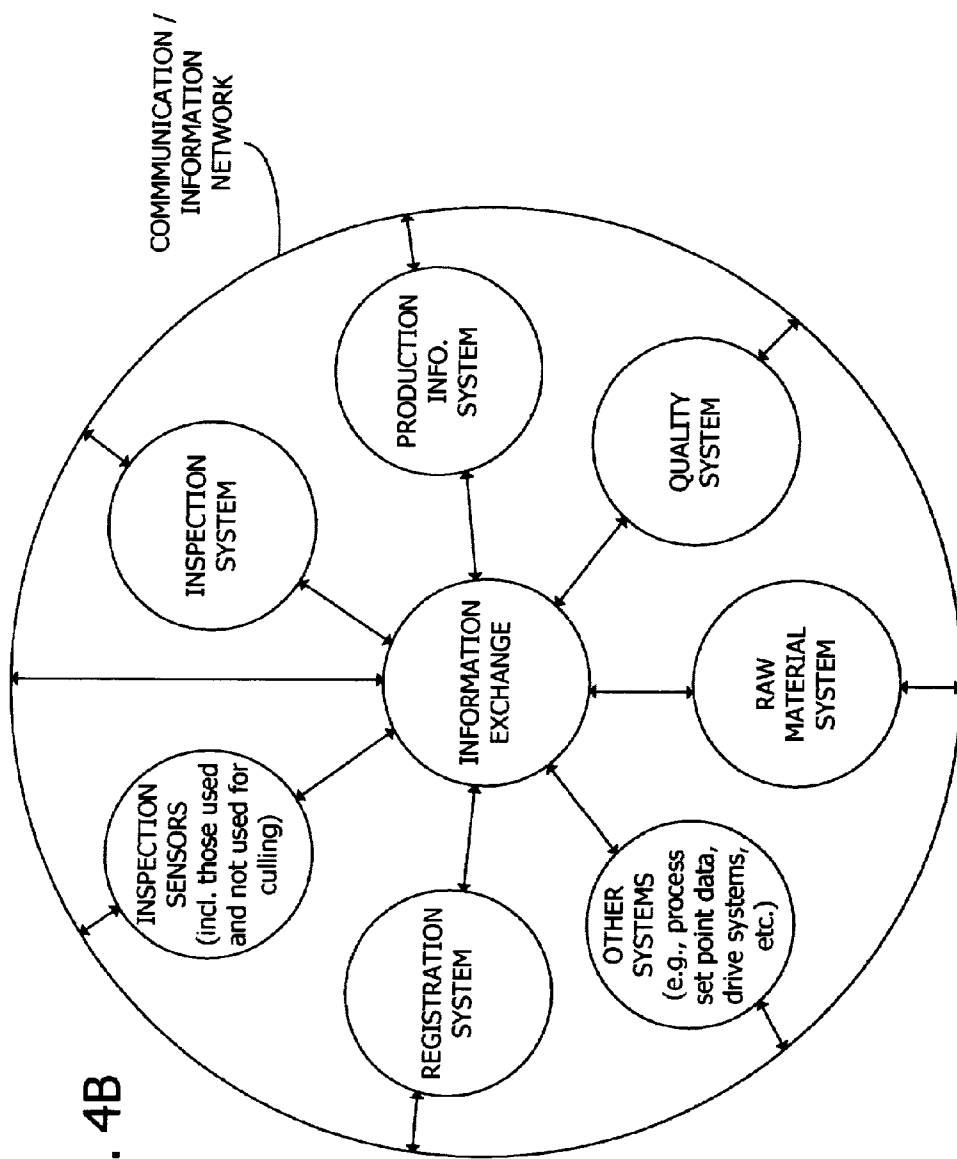 . 4B
COMMMUNICATION /
INFORMATION
NETWORK
INSPECTION
SENSORS
(incl. those used
and not used for
culling)
INSPECTION
SYSTEM
REGISTRATION
SYSTEM
INFORMATION
EXCHANGE
PRODUCTION
INFO.
SYSTEM
OTHER
SYSTEMS
(e.g., process
set point data,
drive systems,
etc.)
RAW
MATERIAL
SYSTEM
QUALITY
SYSTEM